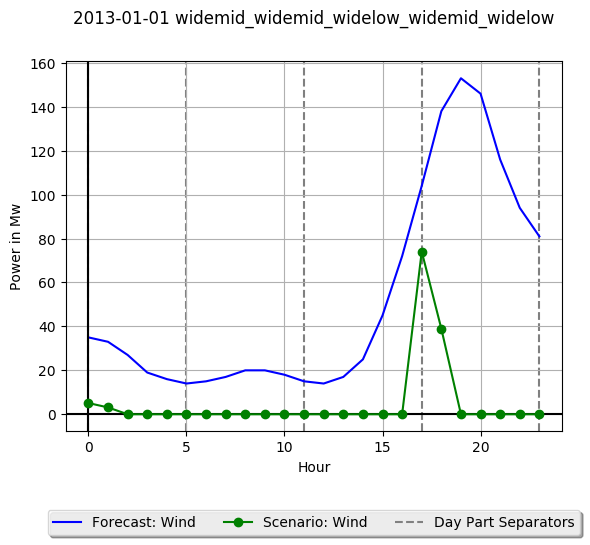 2013-01-01 widemid_widemid_widelow_widemid_widelow
160
140
120
100
80
60
40
20
0
Power in Mw
0 5 10 15 20
Hour
Forecast: Wind Scenario: Wind Day Part Separators